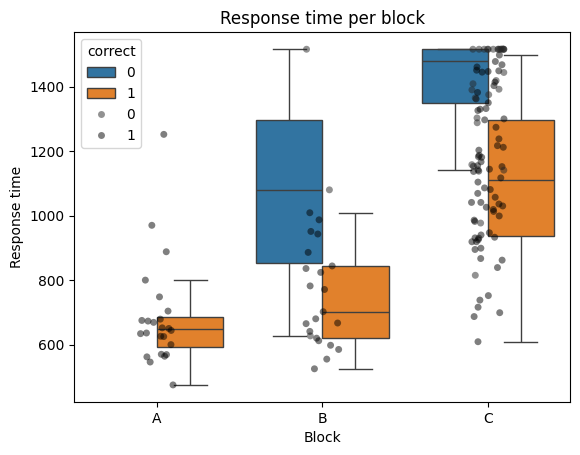 Response time per block
correct
0
1
0
1
1400
1200
1000
800
600
Response time
A
B
C
Block